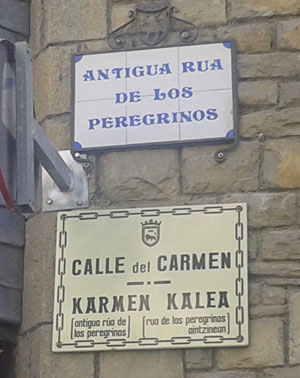 ANTIGUA RUA
DE LOS
PEREGRINOS
CALLE del CARMEN
KARMEN KALEA
(antigua rúa de
los peregrinos)
(rua de los peregrinos
aintzinean)